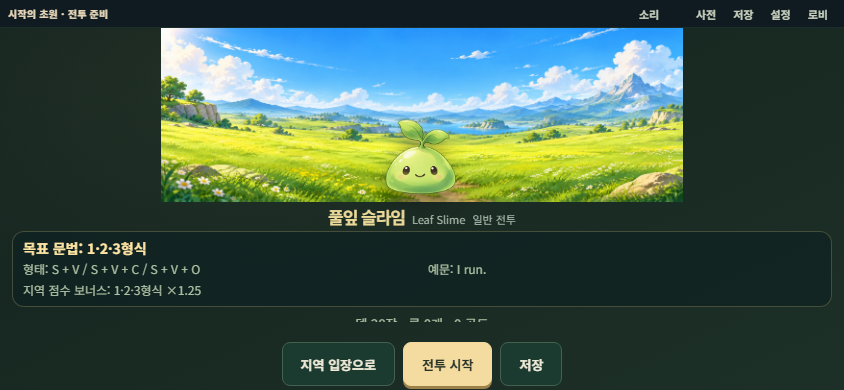 시작의 초원 · 전투 준비
소리 사전 저장 설정 로비
풀잎 슬라임 Leaf Slime 일반 전투
목표 문법: 1·2·3형식
형태: S + V / S + V + C / S + V + O 예문: I run.
지역 점수 보너스: 1·2·3형식 ×1.25
지역 입장으로 전투 시작 저장